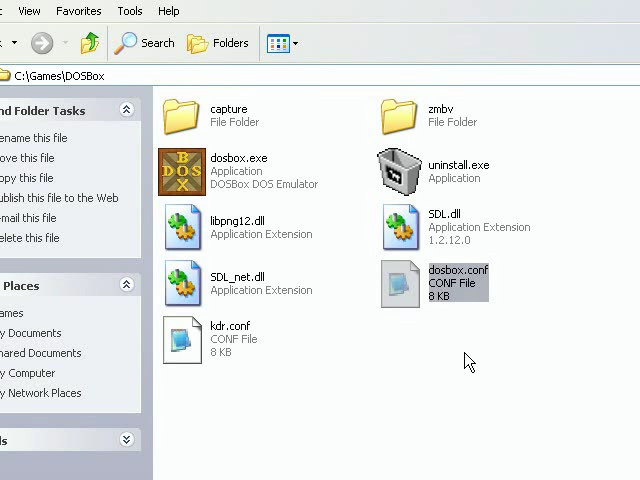 View Favorites Tools Help
Search Folders
C:\Games\DOSBox
nd Folder Tasks
ename this file
ove this file
opy this file
ublish this file to the Web
-mail this file
elete this file
Places
ames
y Documents
hared Documents
y Computer
y Network Places
ls
capture
File Folder
zmbv
File Folder
BOX
DOS
dosbox.exe
Application
DOSBox DOS Emulator
uninstall.exe
Application
libpng12.dll
Application Extension
SDL.dll
Application Extension
1.2.12.0
SDL_net.dll
Application Extension
dosbox.conf
CONF File
8 KB
kdr.conf
CONF File
8 KB